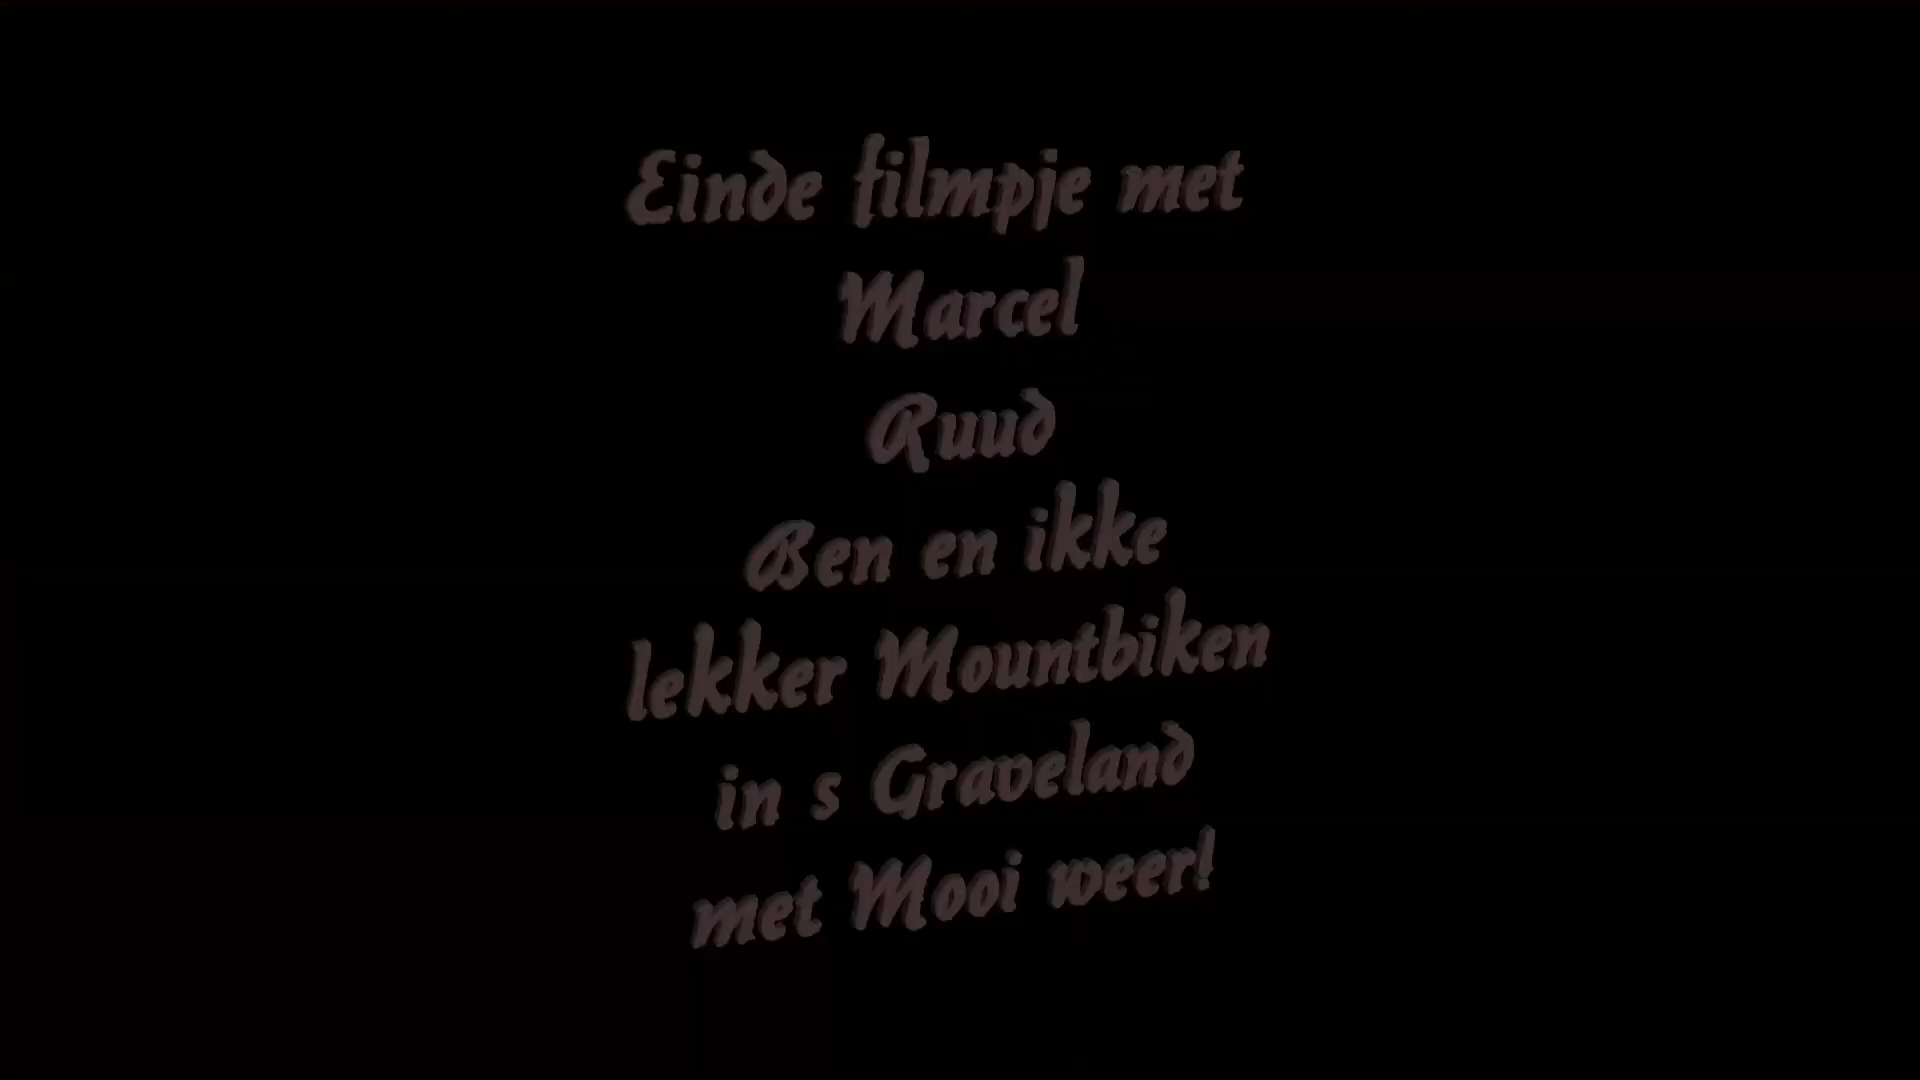 Einde filmpje met
Marcel
Ruud
Ben en ikke
lekker Mountbiken
in s Graveland
met Mooi weer!